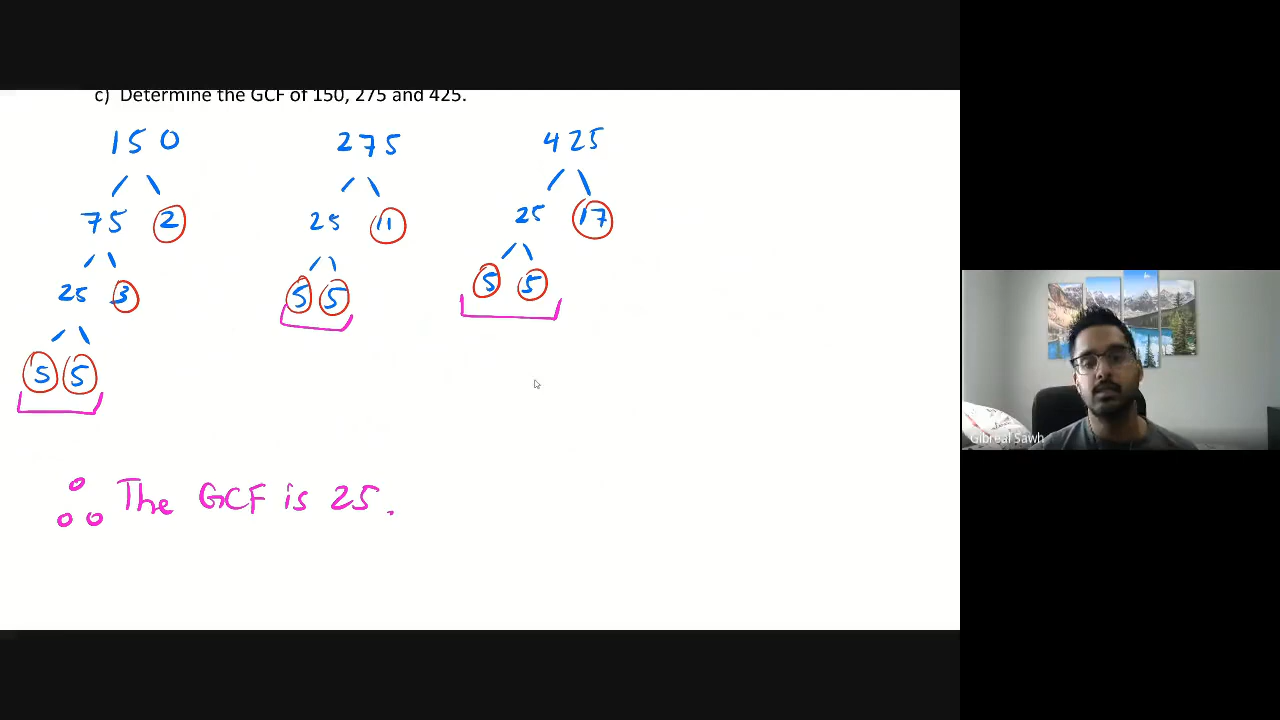 c) Determine the GCF of 150, 275 and 425.
150 275 425
75 2 25 11 25 17
25 3 5 5 5 5
5 5
∴ The GCF is 25.
Gibreal Sawh